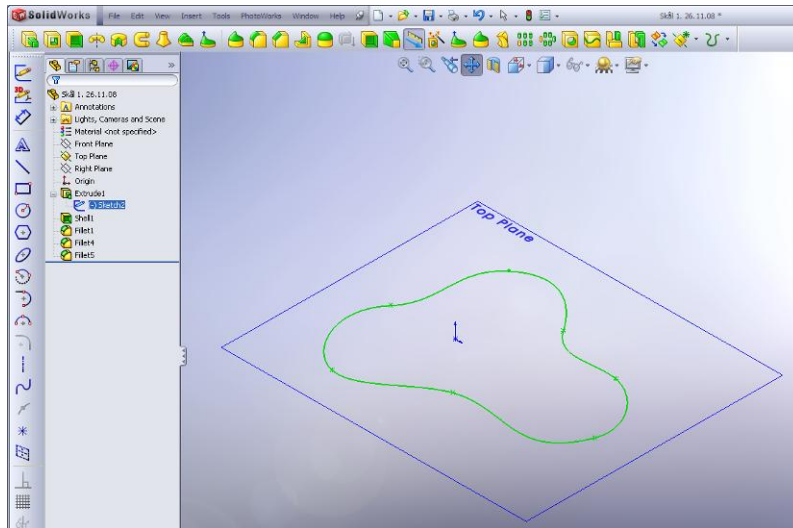 SolidWorks File Edit View Insert Tools PhotoWorks Window Help Skål 1. 26.11.08 *
Skål 1. 26.11.08
Annotations
Lights, Cameras and Scene
Material <not specified>
Front Plane
Top Plane
Right Plane
Origin
Extrude1
(-) Sketch2
Shell1
Fillet1
Fillet4
Fillet5
Top Plane